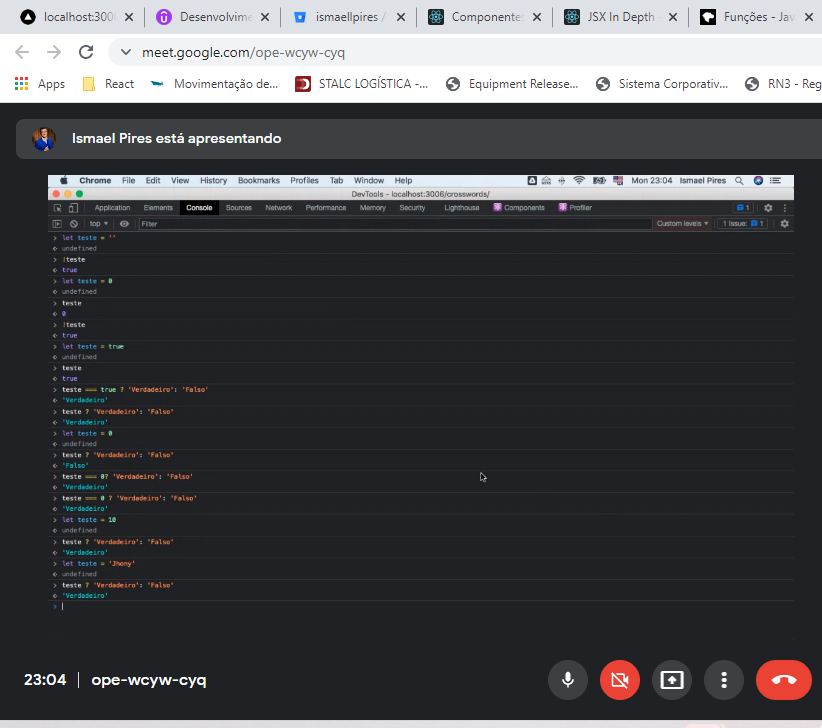 localhost:300
Desenvolvime
ismaellpires /
Componentes
JSX In Depth
Funções - Jav
meet.google.com/ope-wcyw-cyq
Apps
React
Movimentação de...
STALC LOGÍSTICA -...
Equipment Release...
Sistema Corporativ...
RN3 - Reg
Ismael Pires está apresentando
Chrome File Edit View History Bookmarks Profiles Tab Window Help Mon 23:04 Ismael Pires
DevTools - localhost:3006/crosswords/
Application Elements Console Sources Network Performance Memory Security Lighthouse Components Profiler 1
top Filter Custom levels 1 Issue: 1
> let teste = ''
< undefined
> !teste
< true
> let teste = 0
< undefined
> teste
< 0
> !teste
< true
> let teste = true
< undefined
> teste
< true
> teste === true ? 'Verdadeiro': 'Falso'
< 'Verdadeiro'
> teste ? 'Verdadeiro': 'Falso'
< 'Verdadeiro'
> let teste = 0
< undefined
> teste ? 'Verdadeiro': 'Falso'
< 'Falso'
> teste === 0? 'Verdadeiro': 'Falso'
< 'Verdadeiro'
> teste === 0 ? 'Verdadeiro': 'Falso'
< 'Verdadeiro'
> let teste = 10
< undefined
> teste ? 'Verdadeiro': 'Falso'
< 'Verdadeiro'
> let teste = 'Jhony'
< undefined
> teste ? 'Verdadeiro': 'Falso'
< 'Verdadeiro'
>
23:04 | ope-wcyw-cyq